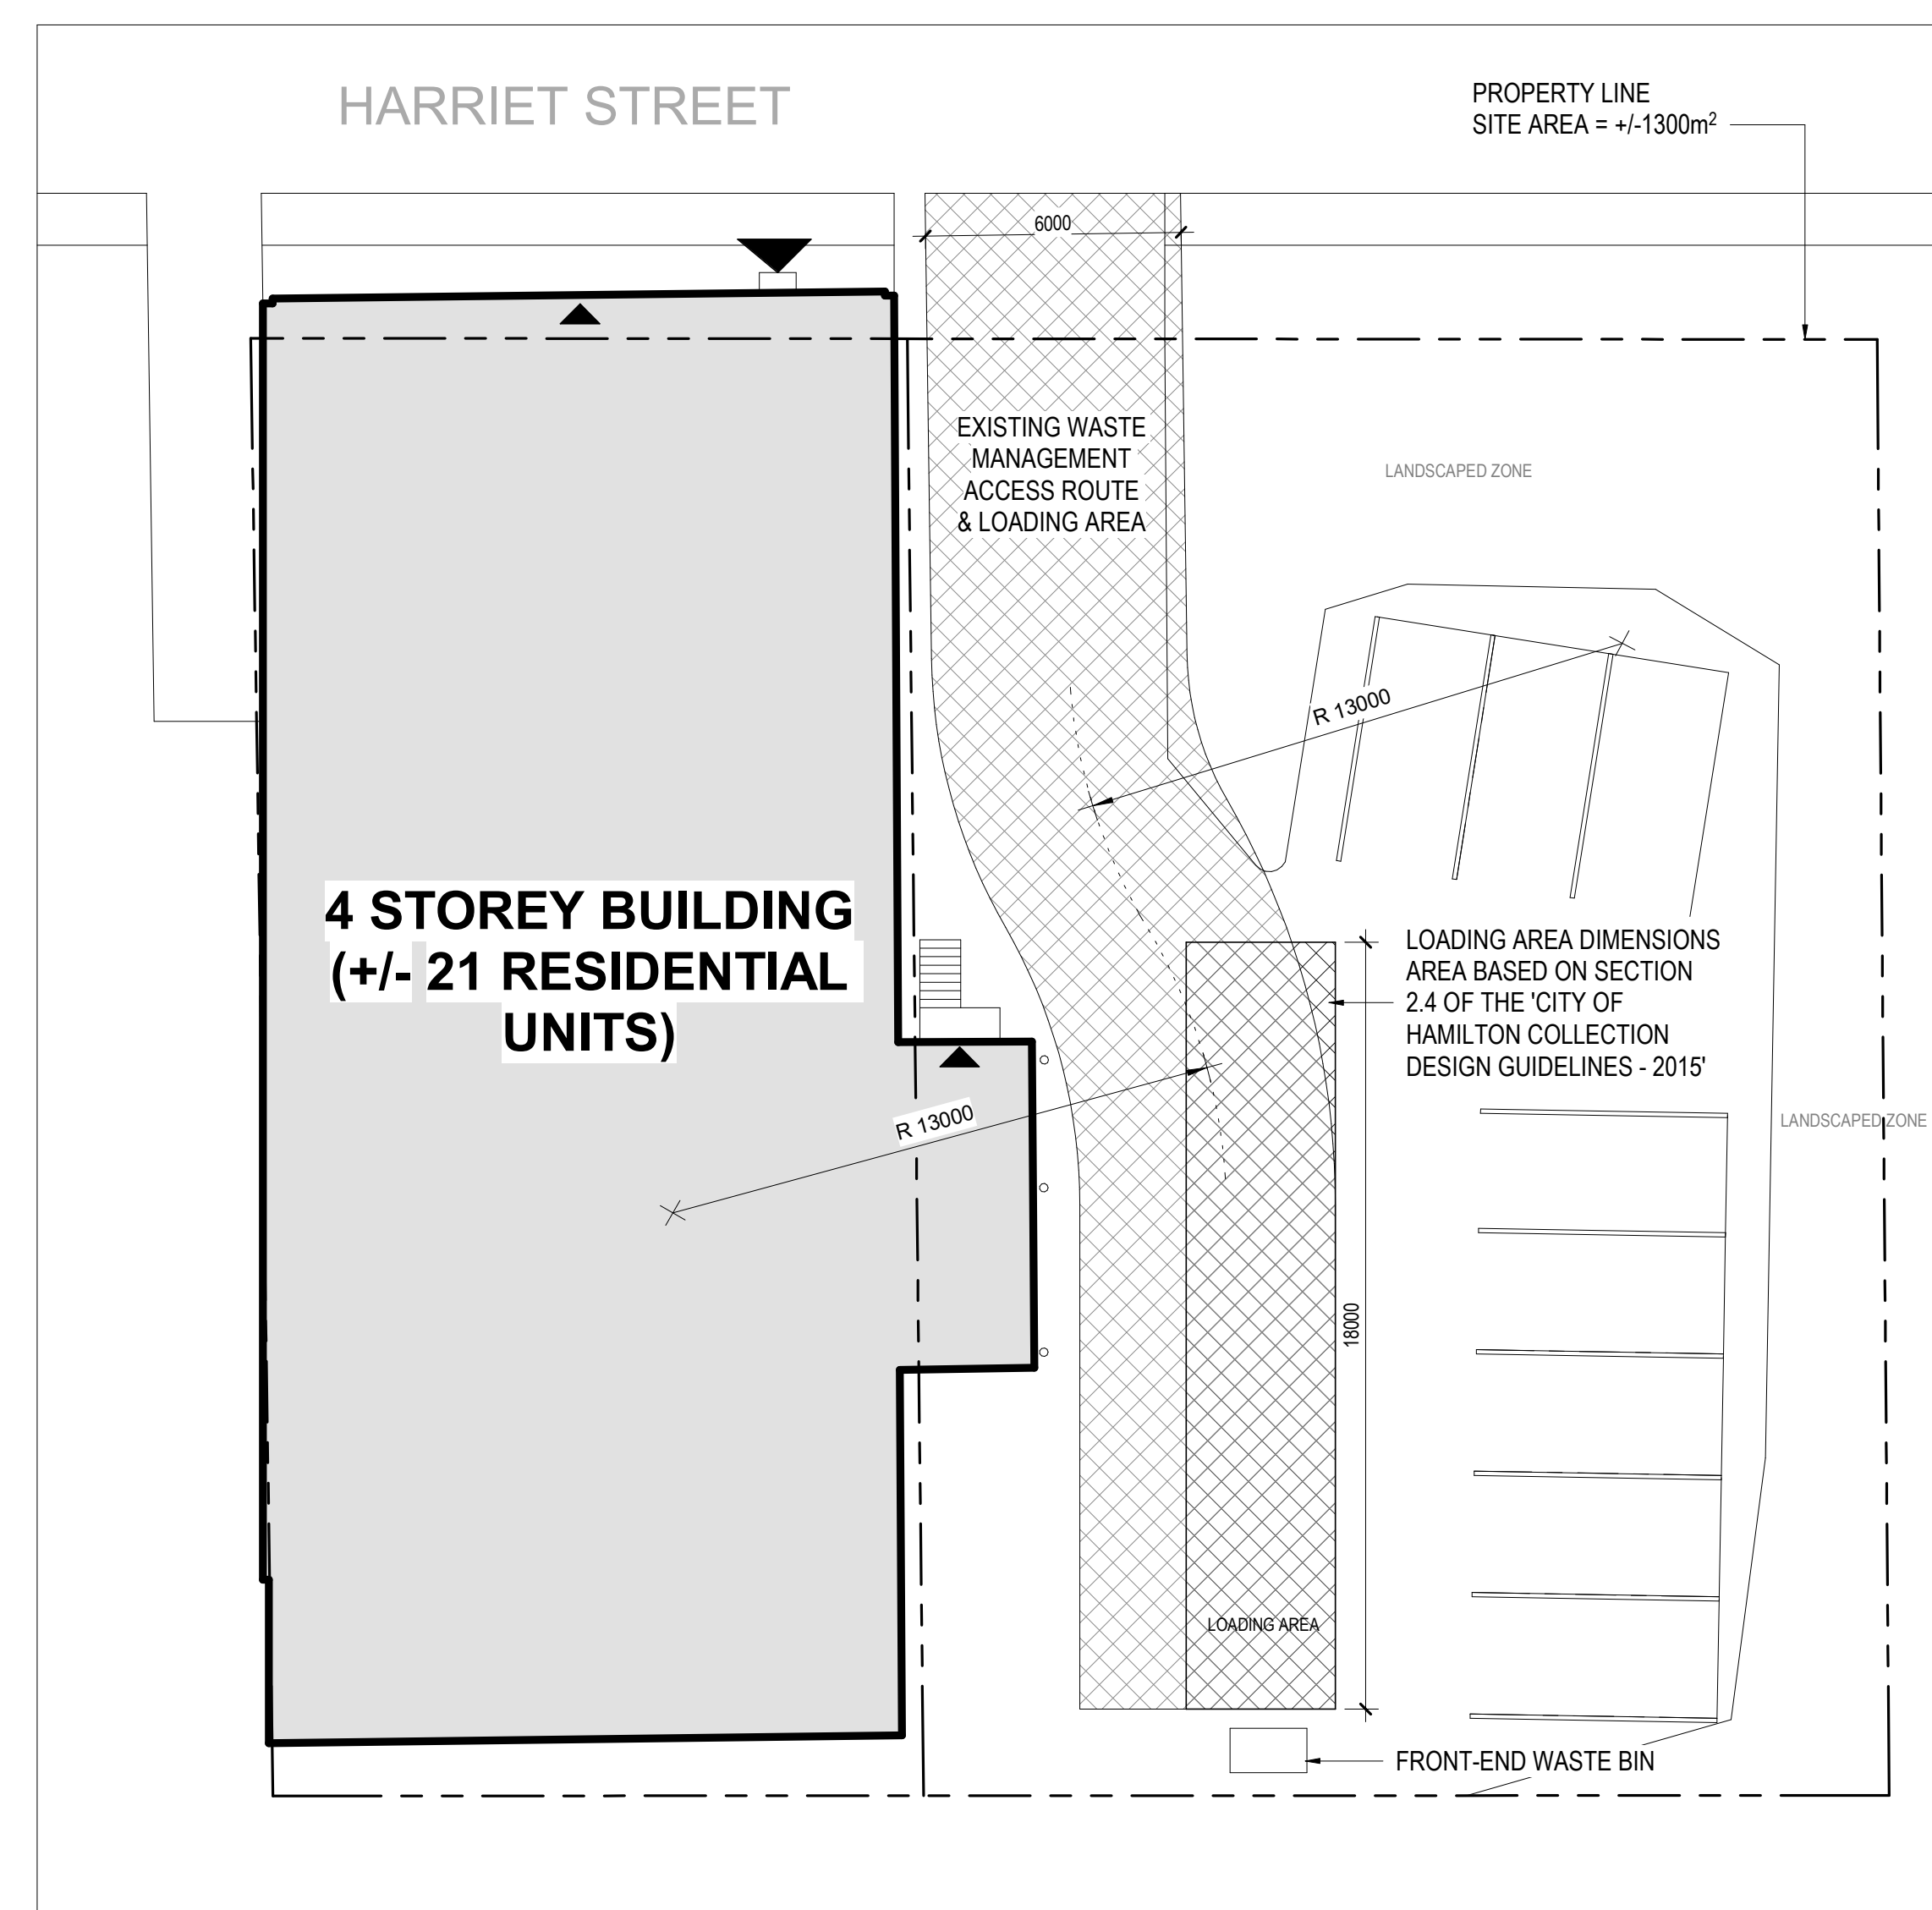 HARRIET STREET
PROPERTY LINE
SITE AREA = +/-1300m²
6000
EXISTING WASTE
MANAGEMENT
ACCESS ROUTE
& LOADING AREA
LANDSCAPED ZONE
R 13000
4 STOREY BUILDING
(+/- 21 RESIDENTIAL
UNITS)
LOADING AREA DIMENSIONS
AREA BASED ON SECTION
2.4 OF THE 'CITY OF
HAMILTON COLLECTION
DESIGN GUIDELINES - 2015'
R 13000
LANDSCAPED ZONE
18000
LOADING AREA
FRONT-END WASTE BIN